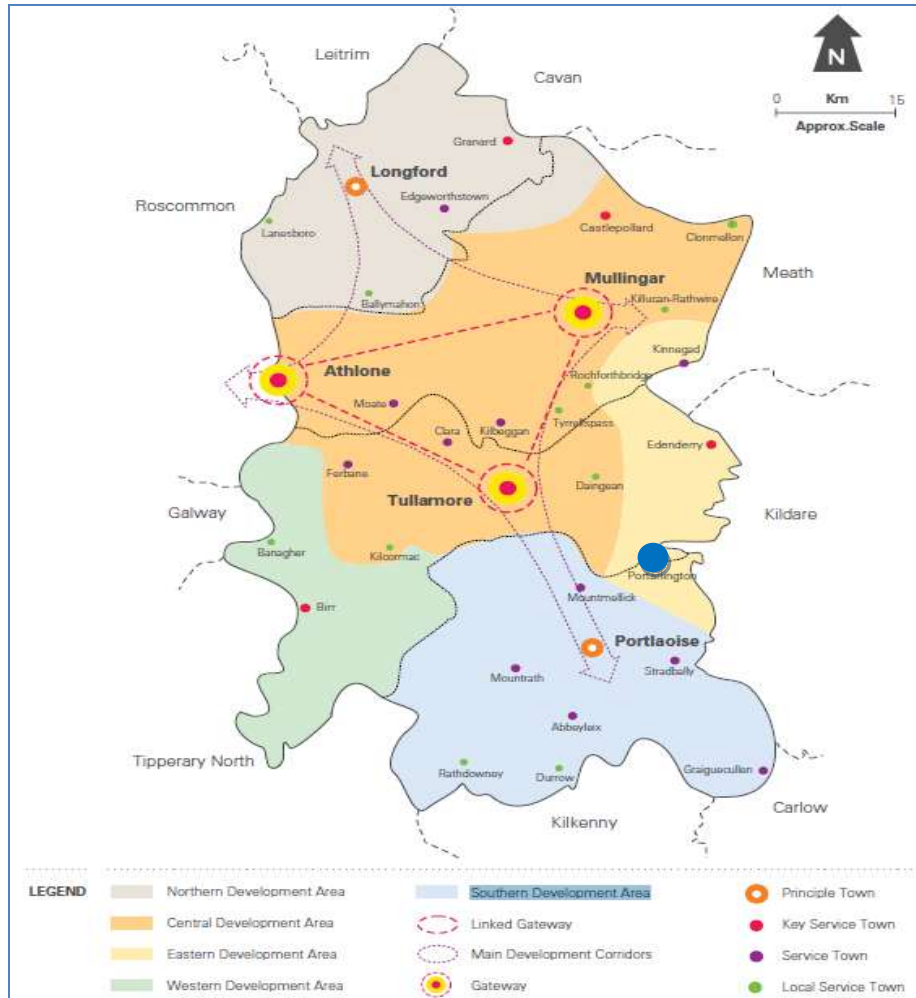 Leitrim
Cavan
N
0 Km 15
Approx.Scale
Granard
Longford
Edgeworthstown
Roscommon
Lanesboro
Castlepollard
Clonmellon
Mullingar
Meath
Ballymahon
Killucan-Rathwire
Kinnegad
Athlone
Rochfortbridge
Moate
Tyrrellspass
Clara
Kilbeggan
Edenderry
Ferbane
Daingean
Tullamore
Galway
Kildare
Banagher
Kilcormac
Portarlington
Mountmellick
Birr
Portlaoise
Stradbally
Mountrath
Abbeyleix
Tipperary North
Rathdowney
Durrow
Graiguecullen
Carlow
Kilkenny
LEGEND
Northern Development Area
Southern Development Area
Principle Town
Central Development Area
Linked Gateway
Key Service Town
Eastern Development Area
Main Development Corridors
Service Town
Western Development Area
Gateway
Local Service Town